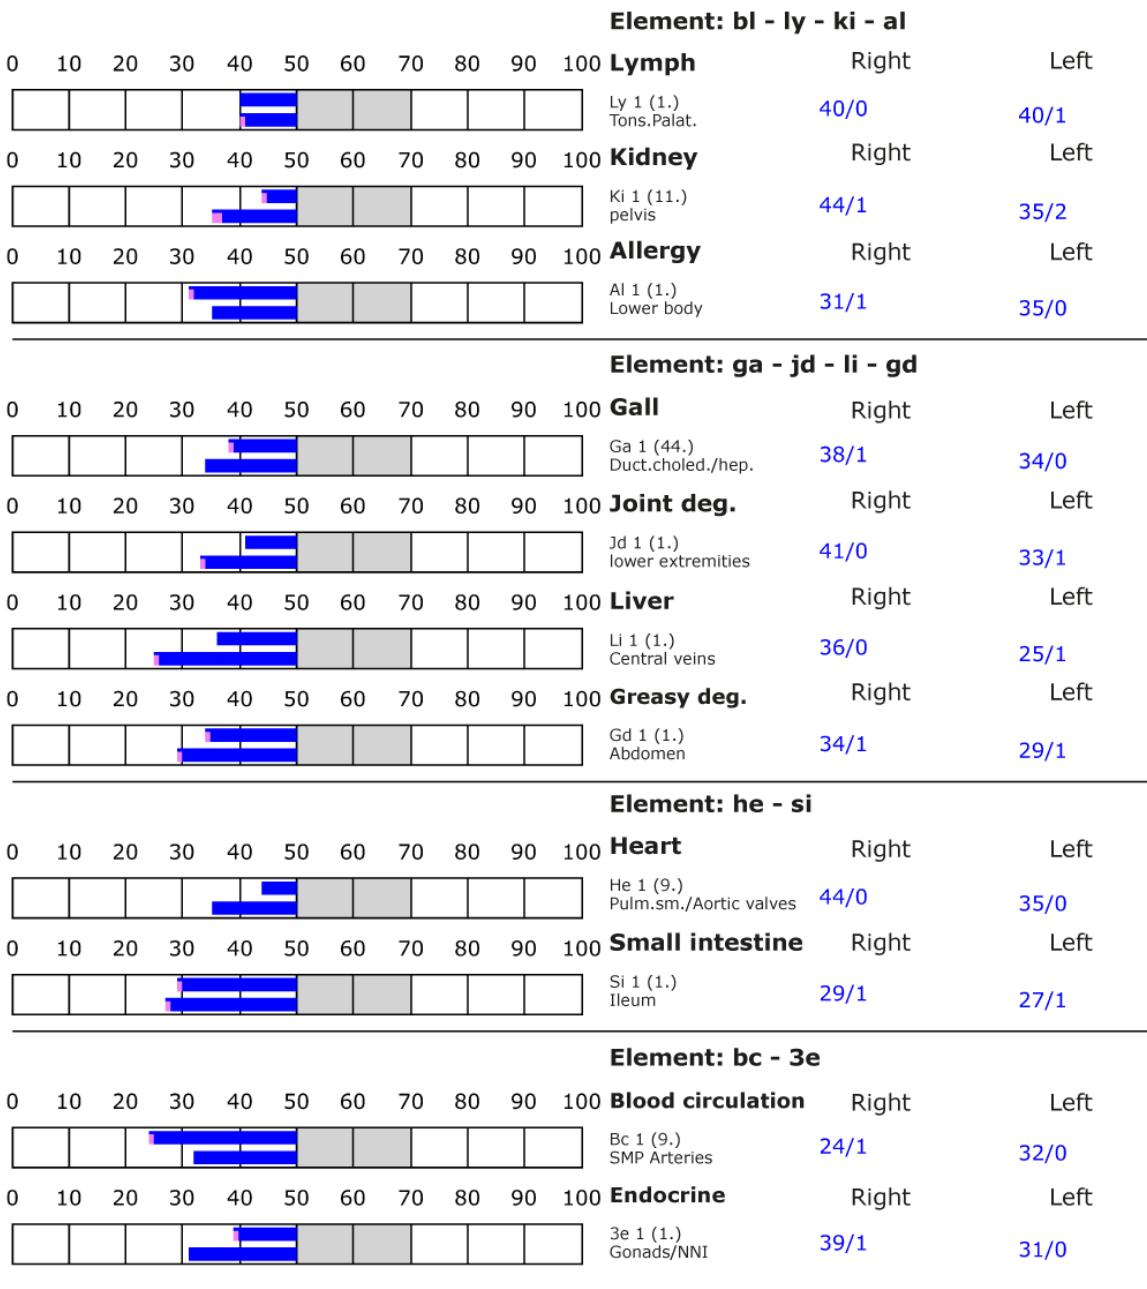 Element: bl - ly - ki - al
0 10 20 30 40 50 60 70 80 90 100 Lymph Right Left
Ly 1 (1.) 40/0 40/1
Tons.Palat.
0 10 20 30 40 50 60 70 80 90 100 Kidney Right Left
Ki 1 (11.) 44/1 35/2
pelvis
0 10 20 30 40 50 60 70 80 90 100 Allergy Right Left
Al 1 (1.) 31/1 35/0
Lower body
Element: ga - jd - li - gd
0 10 20 30 40 50 60 70 80 90 100 Gall Right Left
Ga 1 (44.) 38/1 34/0
Duct.choled./hep.
0 10 20 30 40 50 60 70 80 90 100 Joint deg. Right Left
Jd 1 (1.) 41/0 33/1
lower extremities
0 10 20 30 40 50 60 70 80 90 100 Liver Right Left
Li 1 (1.) 36/0 25/1
Central veins
0 10 20 30 40 50 60 70 80 90 100 Greasy deg. Right Left
Gd 1 (1.) 34/1 29/1
Abdomen
Element: he - si
0 10 20 30 40 50 60 70 80 90 100 Heart Right Left
He 1 (9.) 44/0 35/0
Pulm.sm./Aortic valves
0 10 20 30 40 50 60 70 80 90 100 Small intestine Right Left
Si 1 (1.) 29/1 27/1
Ileum
Element: bc - 3e
0 10 20 30 40 50 60 70 80 90 100 Blood circulation Right Left
Bc 1 (9.) 24/1 32/0
SMP Arteries
0 10 20 30 40 50 60 70 80 90 100 Endocrine Right Left
3e 1 (1.) 39/1 31/0
Gonads/NNI